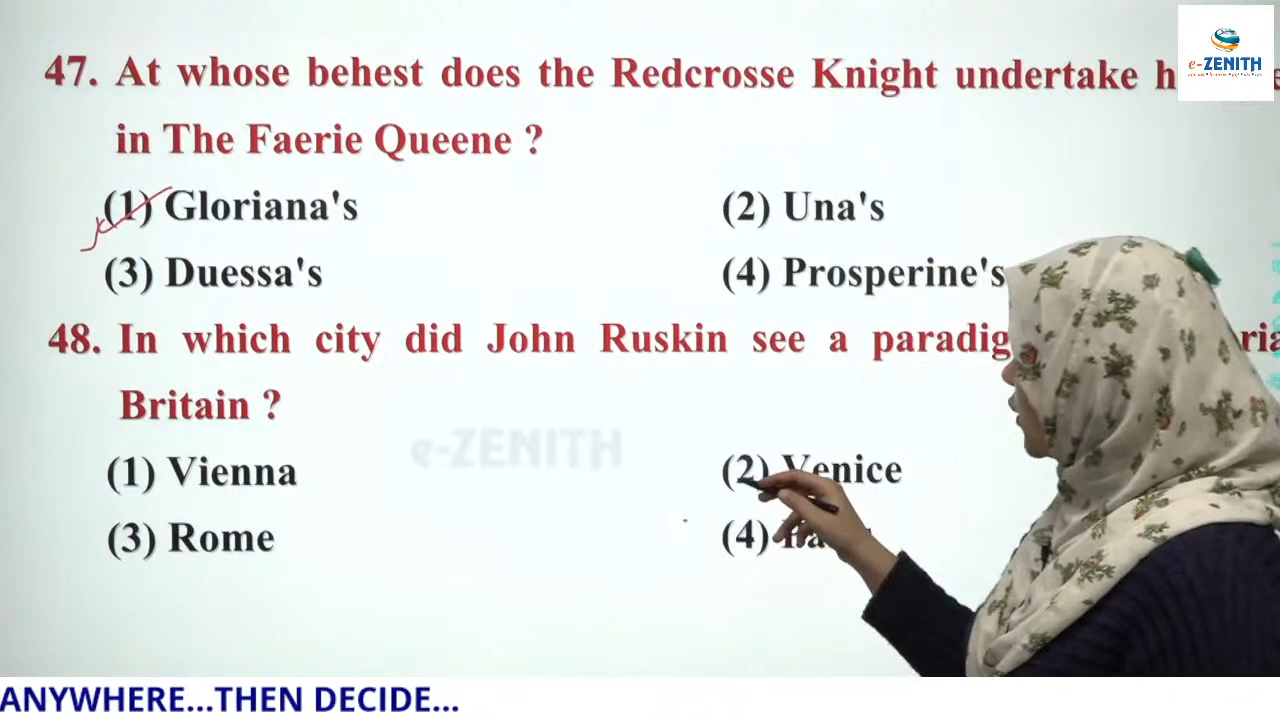 47. At whose behest does the Redcrosse Knight undertake
in The Faerie Queene ?
(1) Gloriana's (2) Una's
(3) Duessa's (4) Prosperine's
48. In which city did John Ruskin see a
Britain ?
(1) Vienna (2) Venice
(3) Rome (4)
e-ZENITH
e-ZENITH
ANYWHERE...THEN DECIDE...